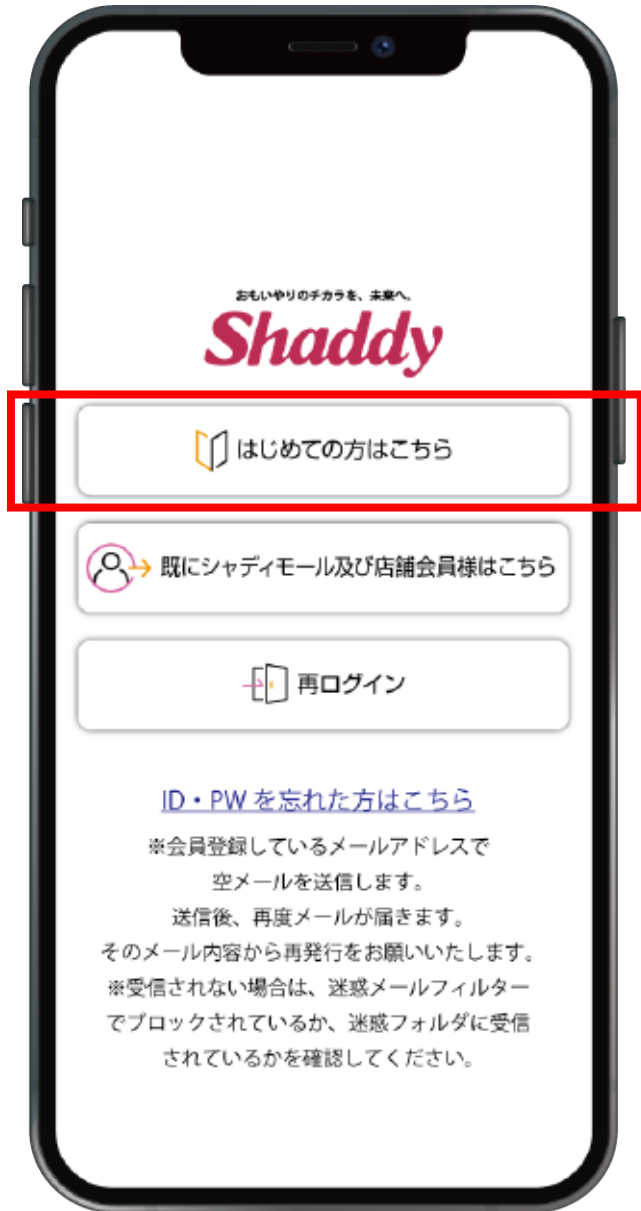 おもいやりのチカラを、未来へ。
Shaddy
はじめての方はこちら
既にシャディモール及び店舗会員様はこちら
再ログイン
ID・PW を忘れた方はこちら
※会員登録しているメールアドレスで
空メールを送信します。
送信後、再度メールが届きます。
そのメール内容から再発行をお願いいたします。
※受信されない場合は、迷惑メールフィルター
でブロックされているか、迷惑フォルダに受信
されているかを確認してください。